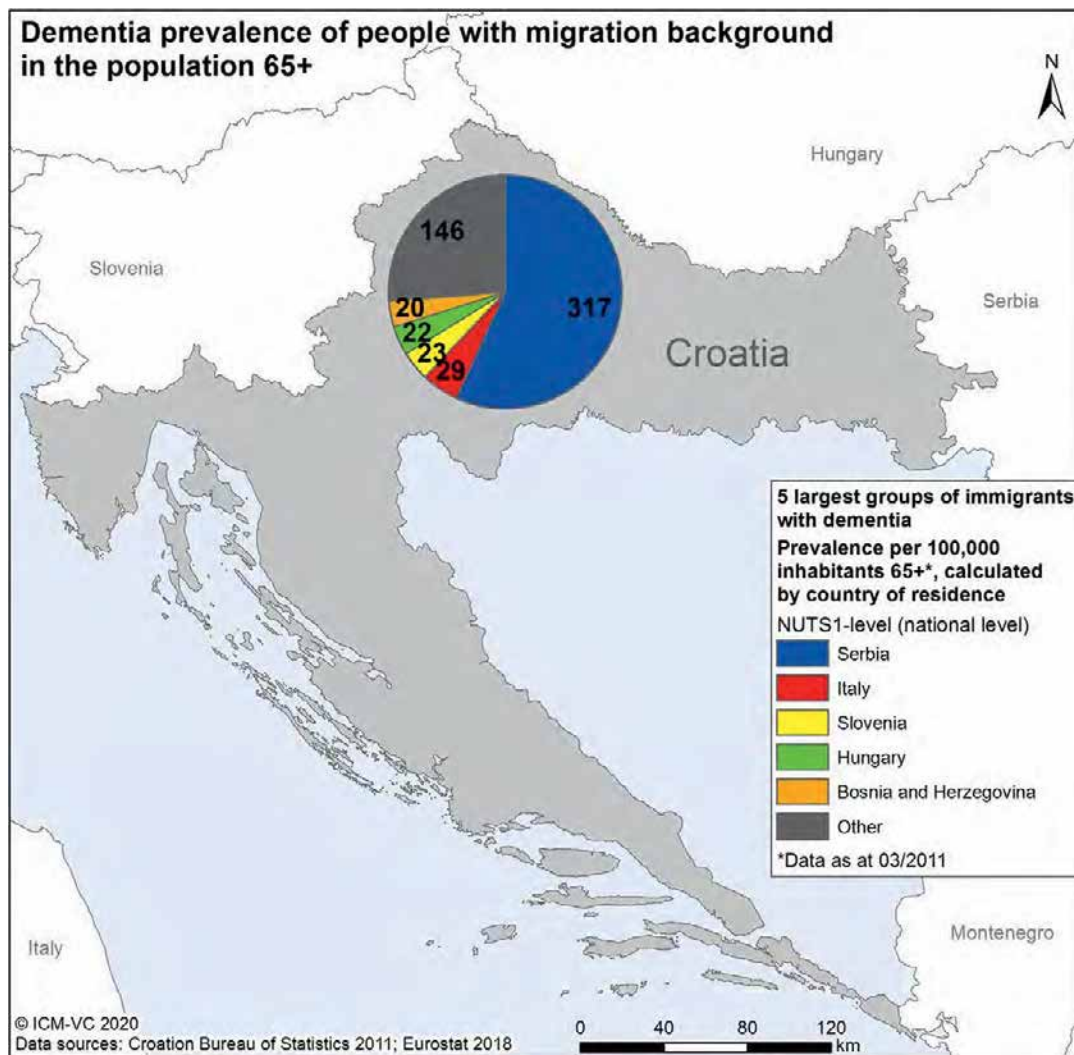 Dementia prevalence of people with migration background
in the population 65+
N
Hungary
Slovenia
Serbia
Croatia
146
317
20
22
23
29
5 largest groups of immigrants
with dementia
Prevalence per 100,000
inhabitants 65+*, calculated
by country of residence
NUTS1-level (national level)
Serbia
Italy
Slovenia
Hungary
Bosnia and Herzegovina
Other
*Data as at 03/2011
Italy
Montenegro
© ICM-VC 2020
Data sources: Croation Bureau of Statistics 2011; Eurostat 2018
0 40 80 120
km